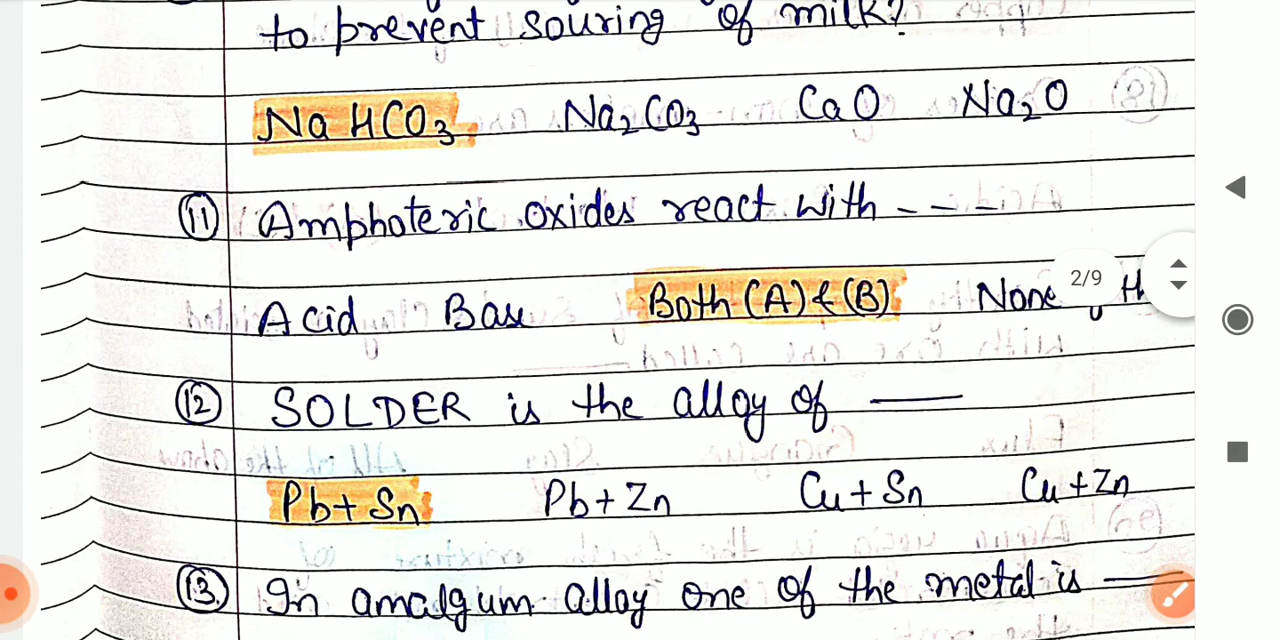 to prevent souring of milk?
NaHCO₃ Na₂CO₃ CaO Na₂O
(11) Amphoteric oxides react with - - -
Acid Base Both (A) & (B) None
2/9
(12) SOLDER is the alloy of ——
Pb+Sn Pb+Zn Cu+Sn Cu+Zn
(13) In amalgum alloy one of the metal is ——